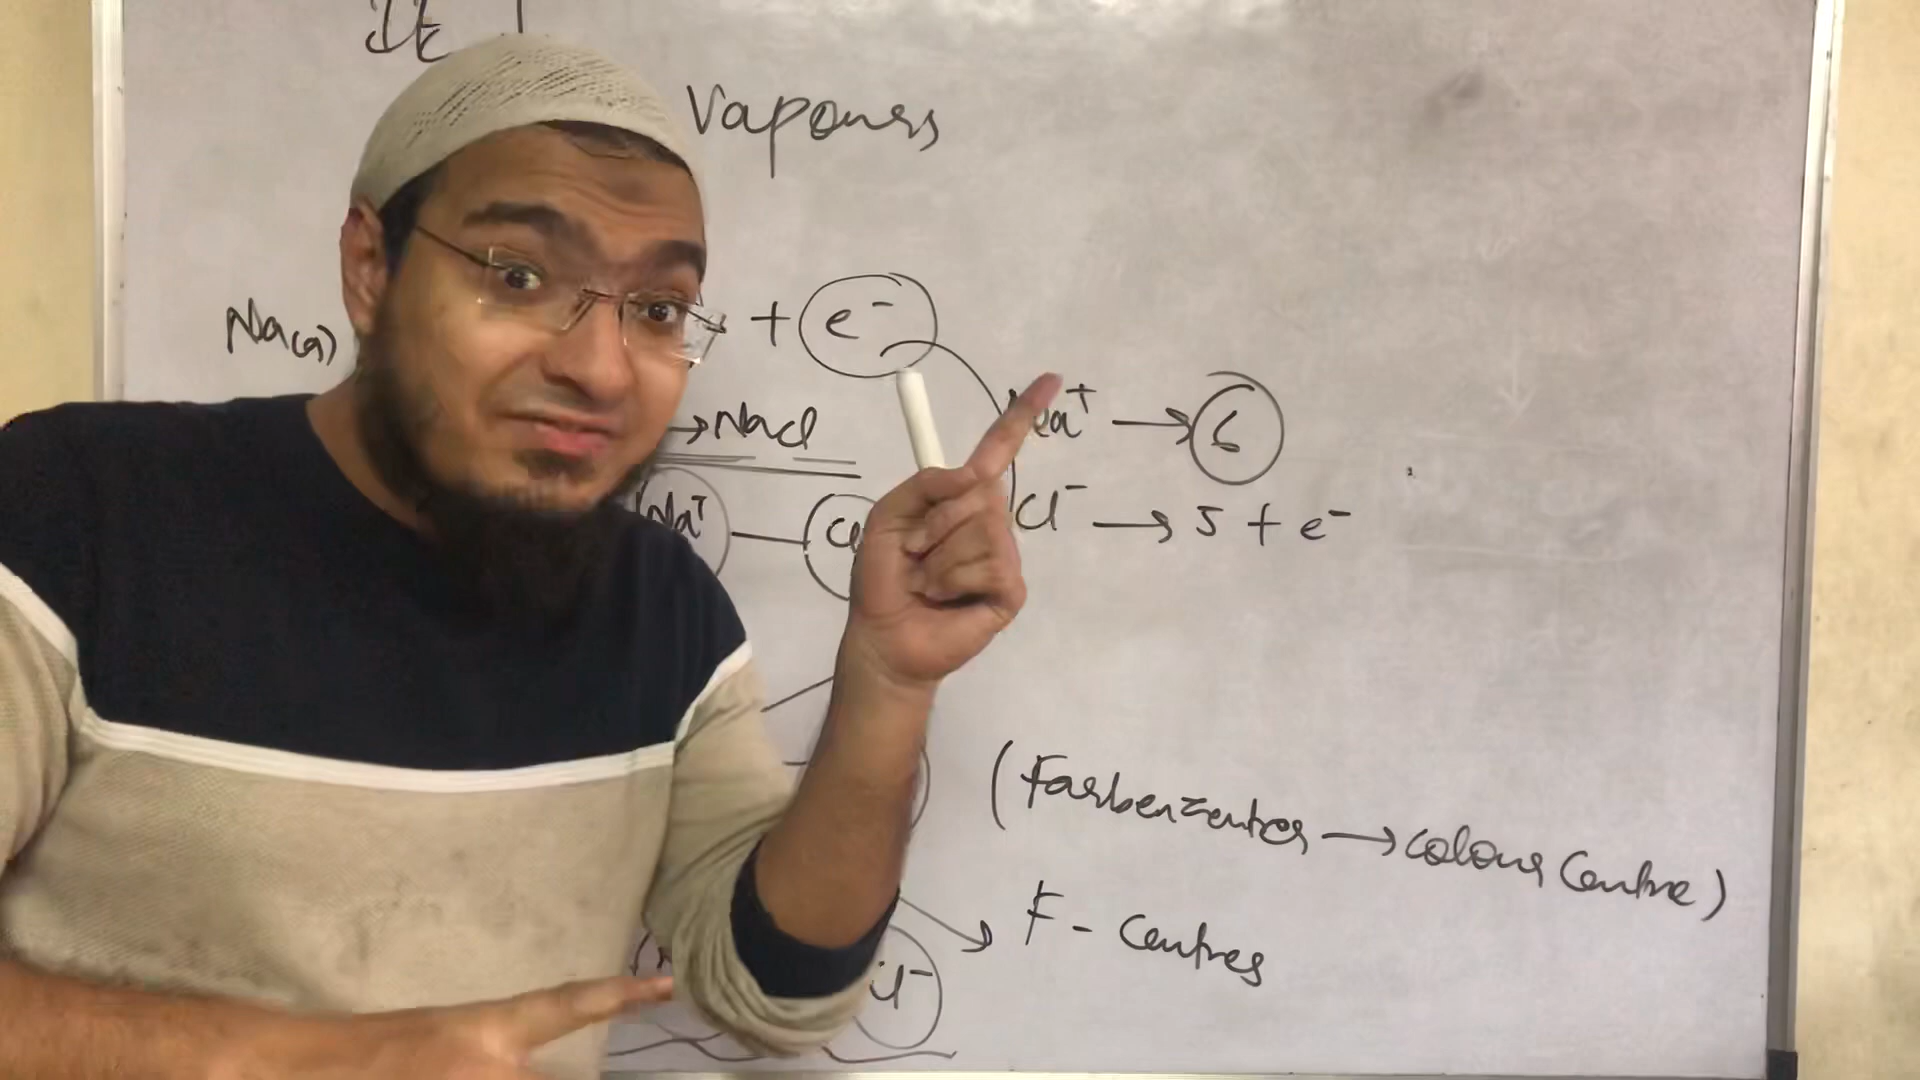 IE
Vapours
Na(g) + e⁻
→ NaCl Na⁺ → 6
Na⁺ — Cl Cl⁻ → 5 + e⁻
(Farbenzenter → colour Centre)
F - Centres
Cl⁻